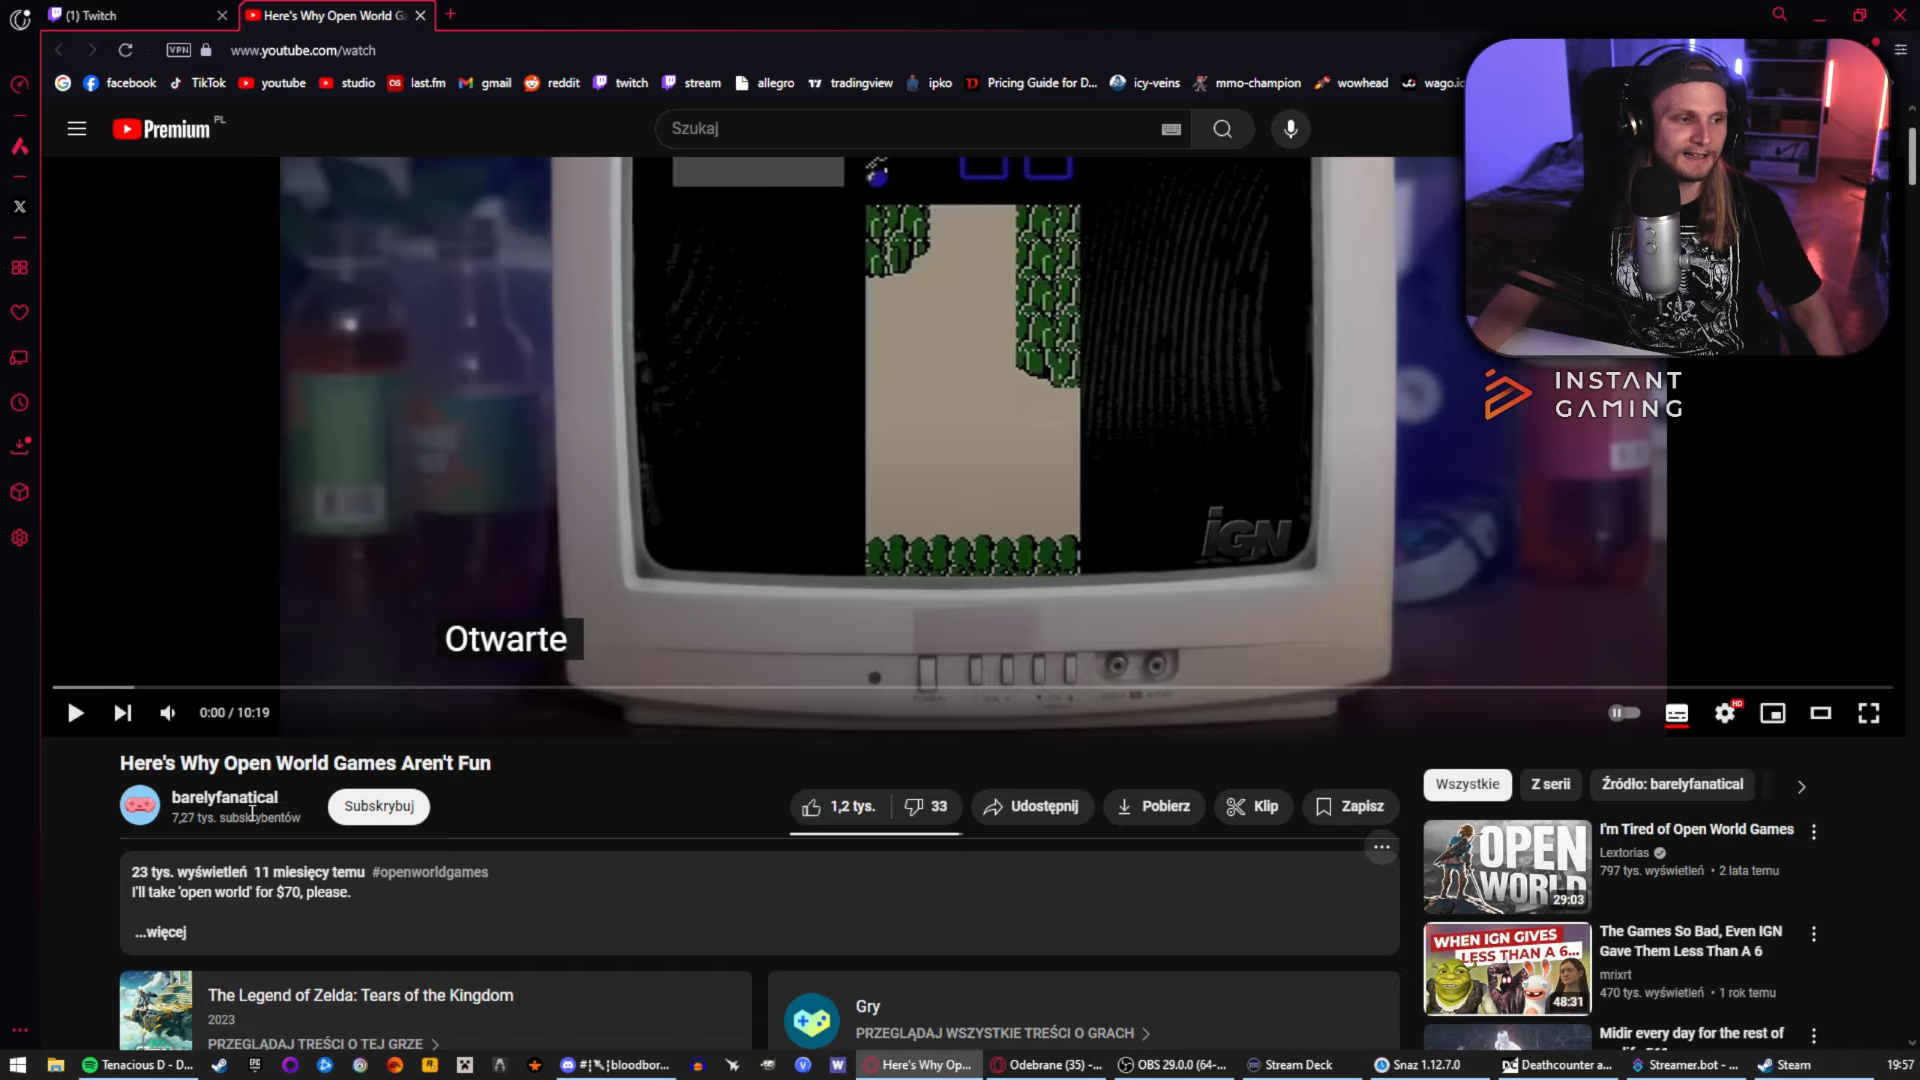 (1) Twitch
Here's Why Open World G
VPN
www.youtube.com/watch
facebook
TikTok
youtube
studio
last.fm
gmail
reddit
twitch
stream
allegro
tradingview
ipko
Pricing Guide for D...
icy-veins
mmo-champion
wowhead
wago.ic
Premium PL
Szukaj
INSTANT
GAMING
IGN
Otwarte
0:00 / 10:19
HD
Here's Why Open World Games Aren't Fun
barelyfanatical
7,27 tys. subskrybentów
Subskrybuj
1,2 tys.
33
Udostępnij
Pobierz
Klip
Zapisz
23 tys. wyświetleń 11 miesięcy temu #openworldgames
I'll take 'open world' for $70, please.
...więcej
The Legend of Zelda: Tears of the Kingdom
2023
PRZEGLĄDAJ TREŚCI O TEJ GRZE
Gry
PRZEGLĄDAJ WSZYSTKIE TREŚCI O GRACH
Wszystkie
Z serii
Źródło: barelyfanatical
OPEN
WORLD
29:03
I'm Tired of Open World Games
Lextorias
797 tys. wyświetleń • 2 lata temu
WHEN IGN GIVES
LESS THAN A 6...
48:31
The Games So Bad, Even IGN
Gave Them Less Than A 6
mrixrt
470 tys. wyświetleń • 1 rok temu
Midir every day for the rest of
Tenacious D - D...
EPIC
bloodbor...
Here's Why Op...
Odebrane (35) -...
OBS 29.0.0 (64-...
Stream Deck
Snaz 1.12.7.0
Deathcounter a...
Streamer.bot - ...
Steam
19:57